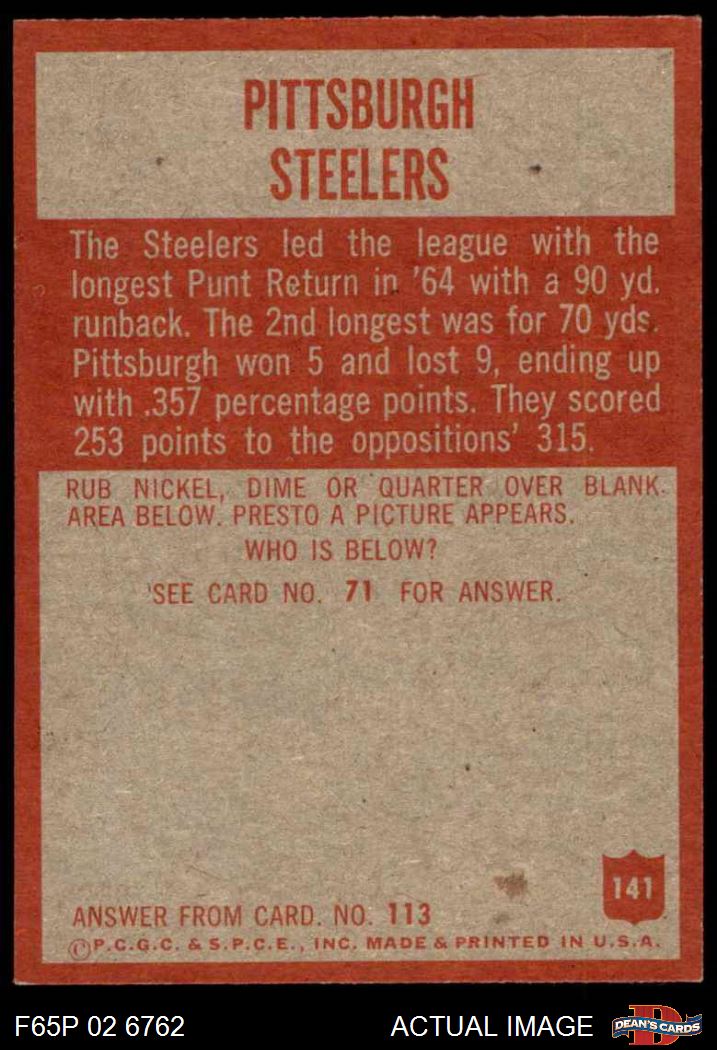 PITTSBURGH
STEELERS
The Steelers led the league with the
longest Punt Return in '64 with a 90 yd.
runback. The 2nd longest was for 70 yds.
Pittsburgh won 5 and lost 9, ending up
with .357 percentage points. They scored
253 points to the oppositions' 315.
RUB NICKEL, DIME OR QUARTER OVER BLANK
AREA BELOW. PRESTO A PICTURE APPEARS.
WHO IS BELOW?
SEE CARD NO. 71 FOR ANSWER.
141
ANSWER FROM CARD. NO. 113
©P.C.G.C. & S.P.C.E., INC. MADE & PRINTED IN U.S.A.
F65P 02 6762 ACTUAL IMAGE DEAN'S CARDS